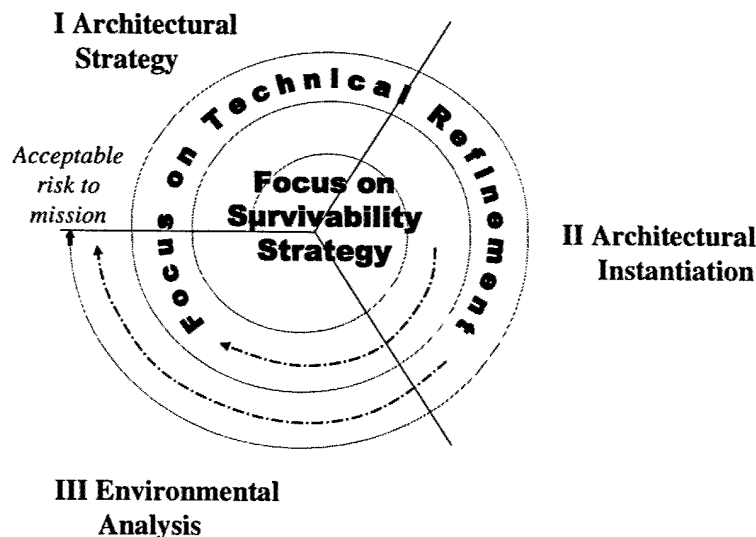 I Architectural
Strategy
Focus on Technical Refinement
Acceptable
risk to
mission
Focus on
Survivability
Strategy
II Architectural
Instantiation
III Environmental
Analysis